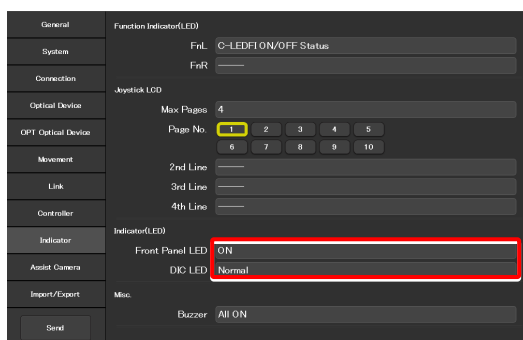 General
System
Connection
Optical Device
OPT Optical Device
Movement
Link
Controller
Indicator
Assist Camera
Import/Export
Send
Function Indicator(LED)
FnL C-LEDFI ON/OFF Status
FnR ――
Joystick LCD
Max Pages 4
Page No. 1 2 3 4 5
6 7 8 9 10
2nd Line ――
3rd Line ――
4th Line ――
Indicator(LED)
Front Panel LED ON
DIC LED Normal
Misc.
Buzzer All ON